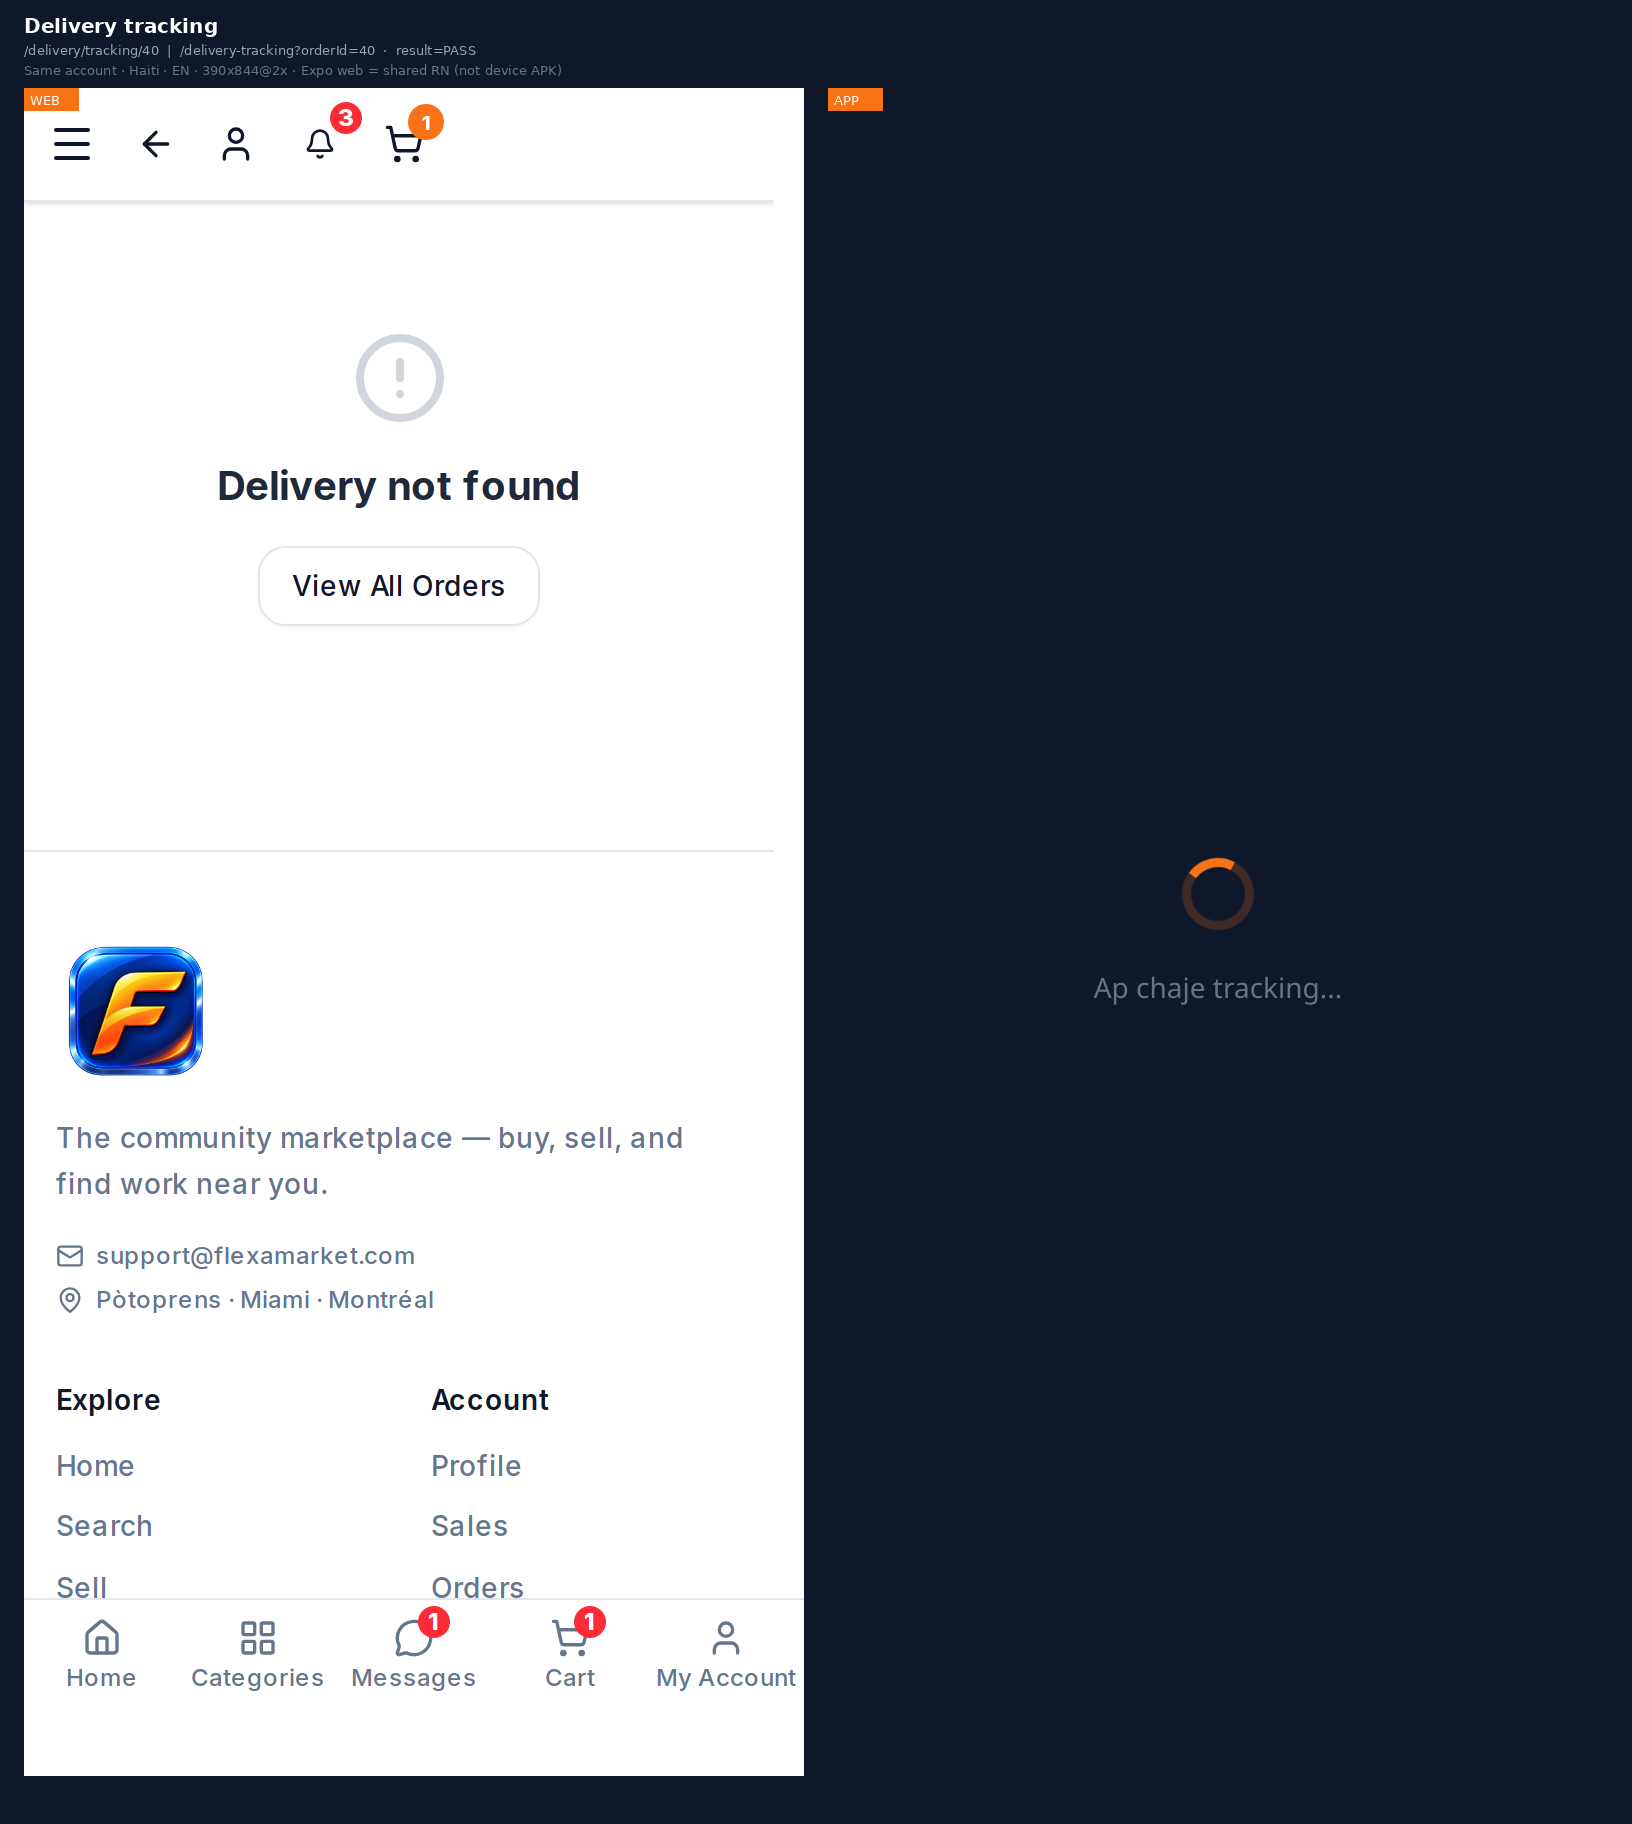 Delivery tracking
/delivery/tracking/40 | /delivery-tracking?orderId=40 · result=PASS
Same account · Haiti · EN · 390x844@2x · Expo web = shared RN (not device APK)
WEB
APP
3
1
Delivery not found
View All Orders
Ap chaje tracking...
The community marketplace — buy, sell, and
find work near you.
support@flexamarket.com
Pòtoprens · Miami · Montréal
Explore
Account
Home
Profile
Search
Sales
Sell
Orders
1
1
Home
Categories
Messages
Cart
My Account